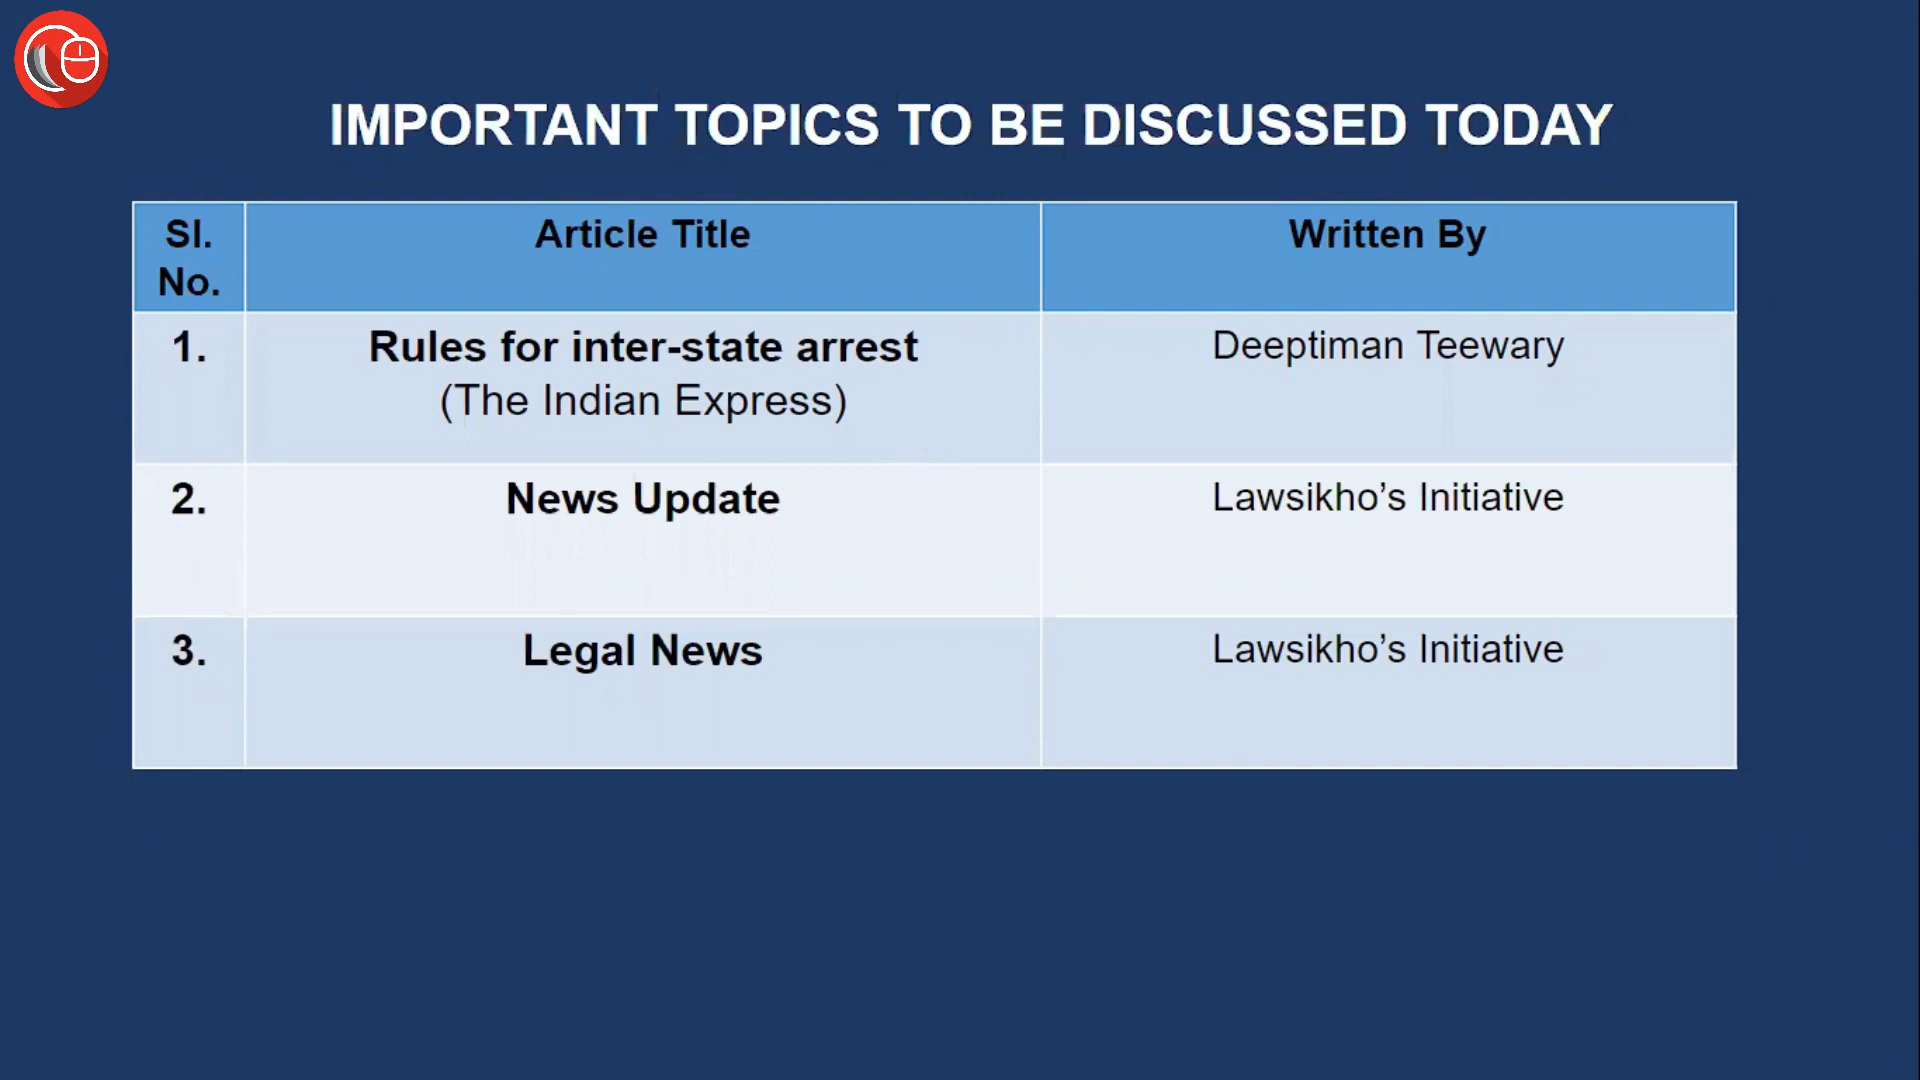 IMPORTANT TOPICS TO BE DISCUSSED TODAY
Sl. No.
Article Title
Written By
1.
Rules for inter-state arrest
(The Indian Express)
Deeptiman Teewary
2.
News Update
Lawsikho’s Initiative
3.
Legal News
Lawsikho’s Initiative